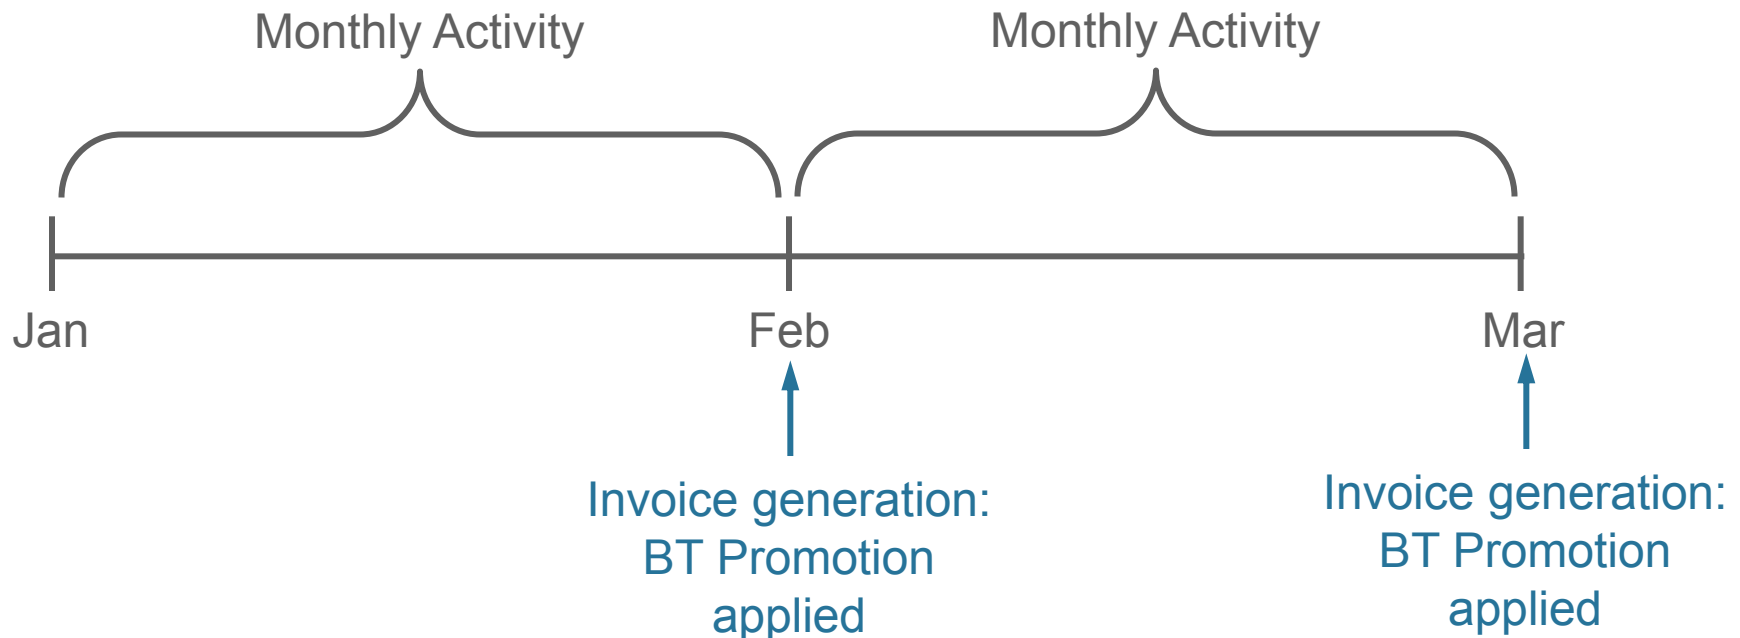 Monthly Activity
Monthly Activity
Jan
Feb
Mar
Invoice generation:
BT Promotion
applied
Invoice generation:
BT Promotion
applied